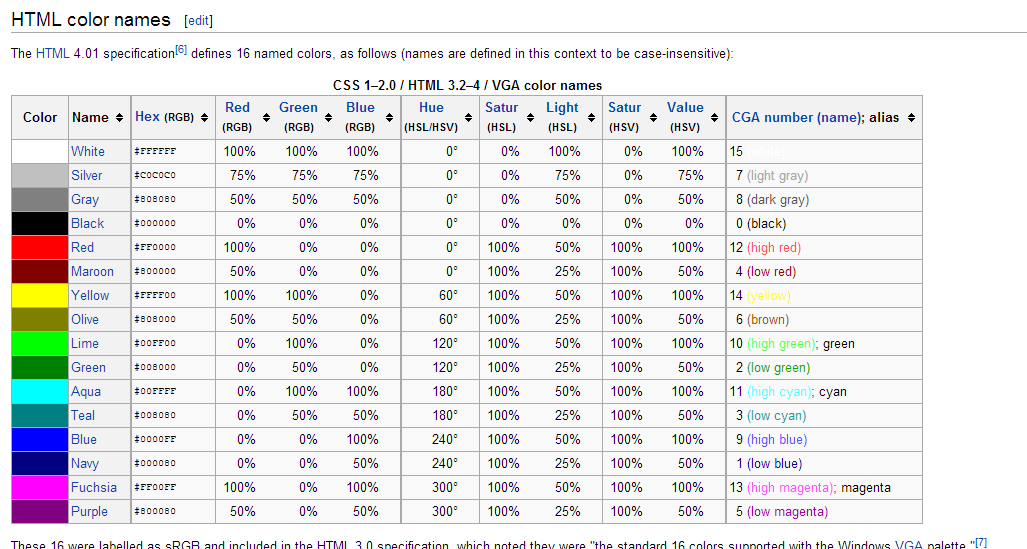 HTML color names [edit]
The HTML 4.01 specification[6] defines 16 named colors, as follows (names are defined in this context to be case-insensitive):
CSS 1–2.0 / HTML 3.2–4 / VGA color names
Color Name Hex (RGB) Red (RGB) Green (RGB) Blue (RGB) Hue (HSL/HSV) Satur (HSL) Light (HSL) Satur (HSV) Value (HSV) CGA number (name); alias
White #FFFFFF 100% 100% 100% 0° 0% 100% 0% 100% 15 (white)
Silver #C0C0C0 75% 75% 75% 0° 0% 75% 0% 75% 7 (light gray)
Gray #808080 50% 50% 50% 0° 0% 50% 0% 50% 8 (dark gray)
Black #000000 0% 0% 0% 0° 0% 0% 0% 0% 0 (black)
Red #FF0000 100% 0% 0% 0° 100% 50% 100% 100% 12 (high red)
Maroon #800000 50% 0% 0% 0° 100% 25% 100% 50% 4 (low red)
Yellow #FFFF00 100% 100% 0% 60° 100% 50% 100% 100% 14 (yellow)
Olive #808000 50% 50% 0% 60° 100% 25% 100% 50% 6 (brown)
Lime #00FF00 0% 100% 0% 120° 100% 50% 100% 100% 10 (high green); green
Green #008000 0% 50% 0% 120° 100% 25% 100% 50% 2 (low green)
Aqua #00FFFF 0% 100% 100% 180° 100% 50% 100% 100% 11 (high cyan); cyan
Teal #008080 0% 50% 50% 180° 100% 25% 100% 50% 3 (low cyan)
Blue #0000FF 0% 0% 100% 240° 100% 50% 100% 100% 9 (high blue)
Navy #000080 0% 0% 50% 240° 100% 25% 100% 50% 1 (low blue)
Fuchsia #FF00FF 100% 0% 100% 300° 100% 50% 100% 100% 13 (high magenta); magenta
Purple #800080 50% 0% 50% 300° 100% 25% 100% 50% 5 (low magenta)
These 16 were labelled as sRGB and included in the HTML 3.0 specification, which noted they were "the standard 16 colors supported with the Windows VGA palette."[7]